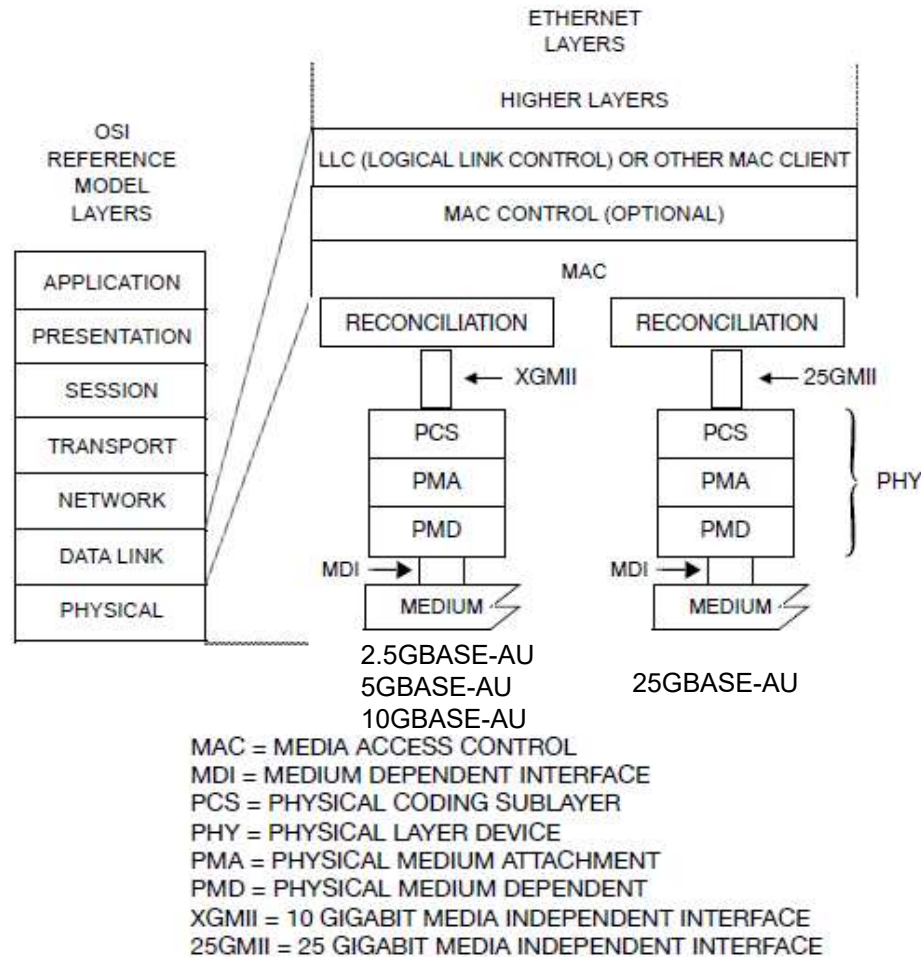 ETHERNET
LAYERS
HIGHER LAYERS
OSI
REFERENCE
MODEL
LAYERS
LLC (LOGICAL LINK CONTROL) OR OTHER MAC CLIENT
MAC CONTROL (OPTIONAL)
MAC
APPLICATION
PRESENTATION
SESSION
TRANSPORT
NETWORK
DATA LINK
PHYSICAL
RECONCILIATION
XGMII
PCS
PMA
PMD
MDI
MEDIUM
2.5GBASE-AU
5GBASE-AU
10GBASE-AU
RECONCILIATION
25GMII
PCS
PMA
PMD
PHY
MDI
MEDIUM
25GBASE-AU
MAC = MEDIA ACCESS CONTROL
MDI = MEDIUM DEPENDENT INTERFACE
PCS = PHYSICAL CODING SUBLAYER
PHY = PHYSICAL LAYER DEVICE
PMA = PHYSICAL MEDIUM ATTACHMENT
PMD = PHYSICAL MEDIUM DEPENDENT
XGMII = 10 GIGABIT MEDIA INDEPENDENT INTERFACE
25GMII = 25 GIGABIT MEDIA INDEPENDENT INTERFACE